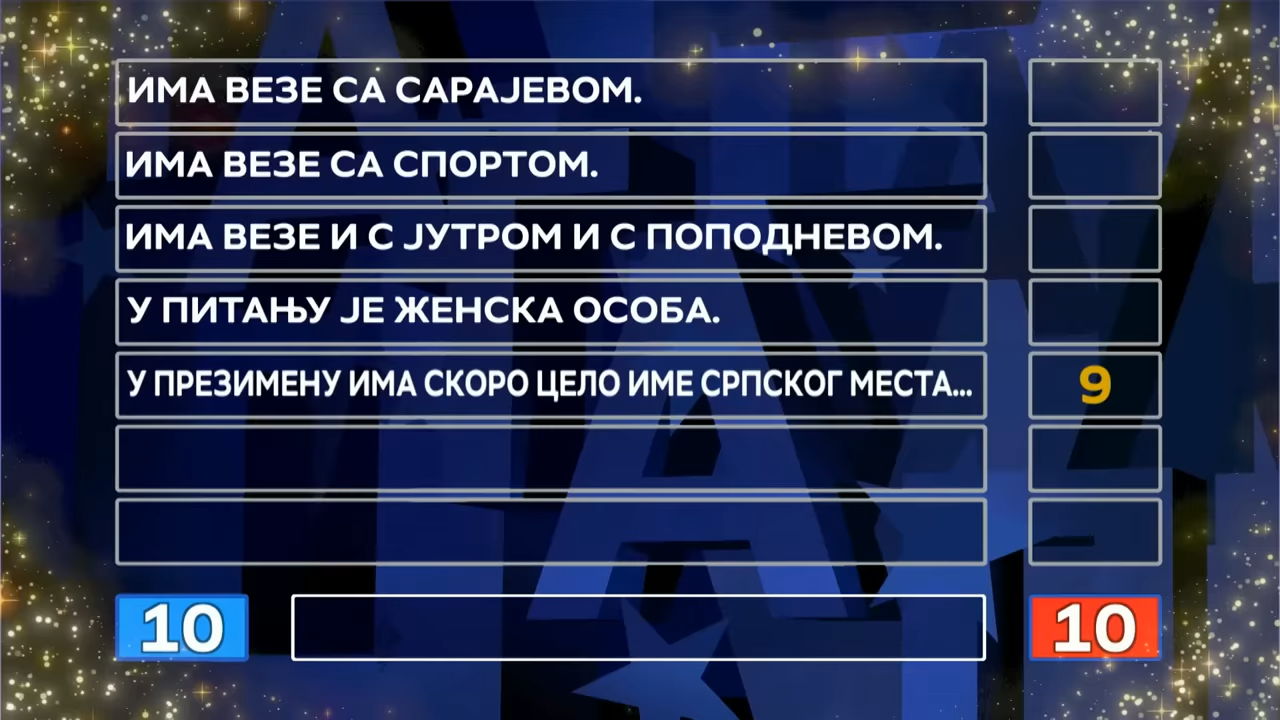 ИМА ВЕЗЕ СА САРАЈЕВОМ.
ИМА ВЕЗЕ СА СПОРТОМ.
ИМА ВЕЗЕ И С ЈУТРОМ И С ПОПОДНЕВОМ.
У ПИТАЊУ ЈЕ ЖЕНСКА ОСОБА.
У ПРЕЗИМЕНУ ИМА СКОРО ЦЕЛО ИМЕ СРПСКОГ МЕСТА... 9
10 10